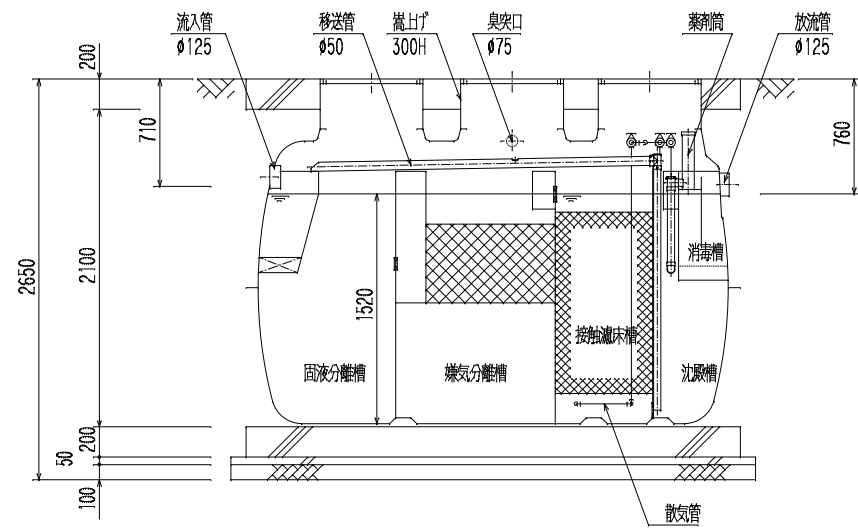 流入管
φ125
移送管
φ50
嵩上げ
300H
臭突口
φ75
薬剤筒
放流管
φ125
200
710
760
2650
2100
1520
消毒槽
接触濾床槽
固液分離槽
嫌気分離槽
沈殿槽
200
50
100
散気管